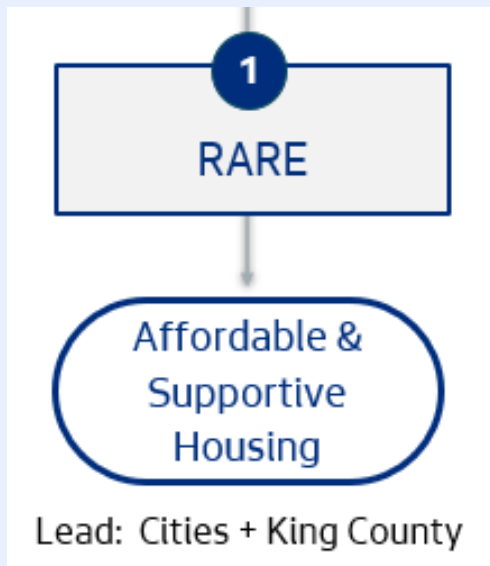 1
RARE
Affordable &
Supportive
Housing
Lead: Cities + King County